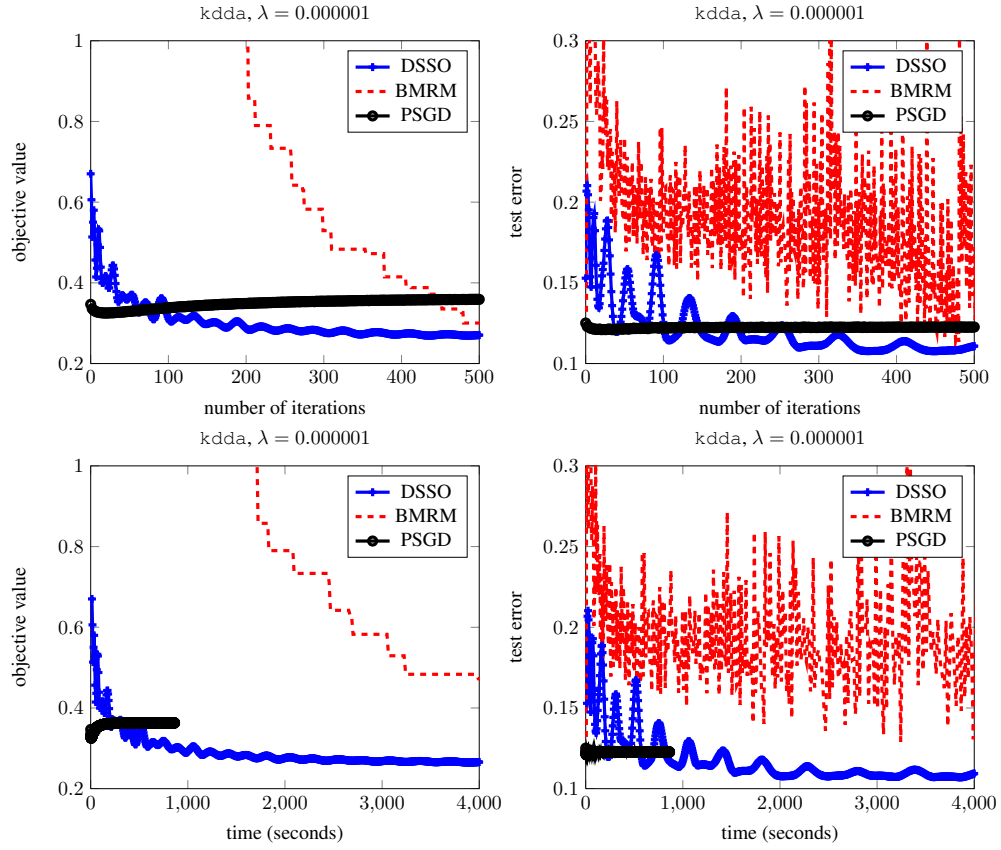 kdda, λ = 0.000001
1
0.8
0.6
0.4
0.2
objective value
0
100
200
300
400
500
number of iterations
DSSO
BMRM
PSGD
kdda, λ = 0.000001
0.3
0.25
0.2
0.15
0.1
test error
0
100
200
300
400
500
number of iterations
DSSO
BMRM
PSGD
kdda, λ = 0.000001
1
0.8
0.6
0.4
0.2
objective value
0
1,000
2,000
3,000
4,000
time (seconds)
DSSO
BMRM
PSGD
kdda, λ = 0.000001
0.3
0.25
0.2
0.15
0.1
test error
0
1,000
2,000
3,000
4,000
time (seconds)
DSSO
BMRM
PSGD